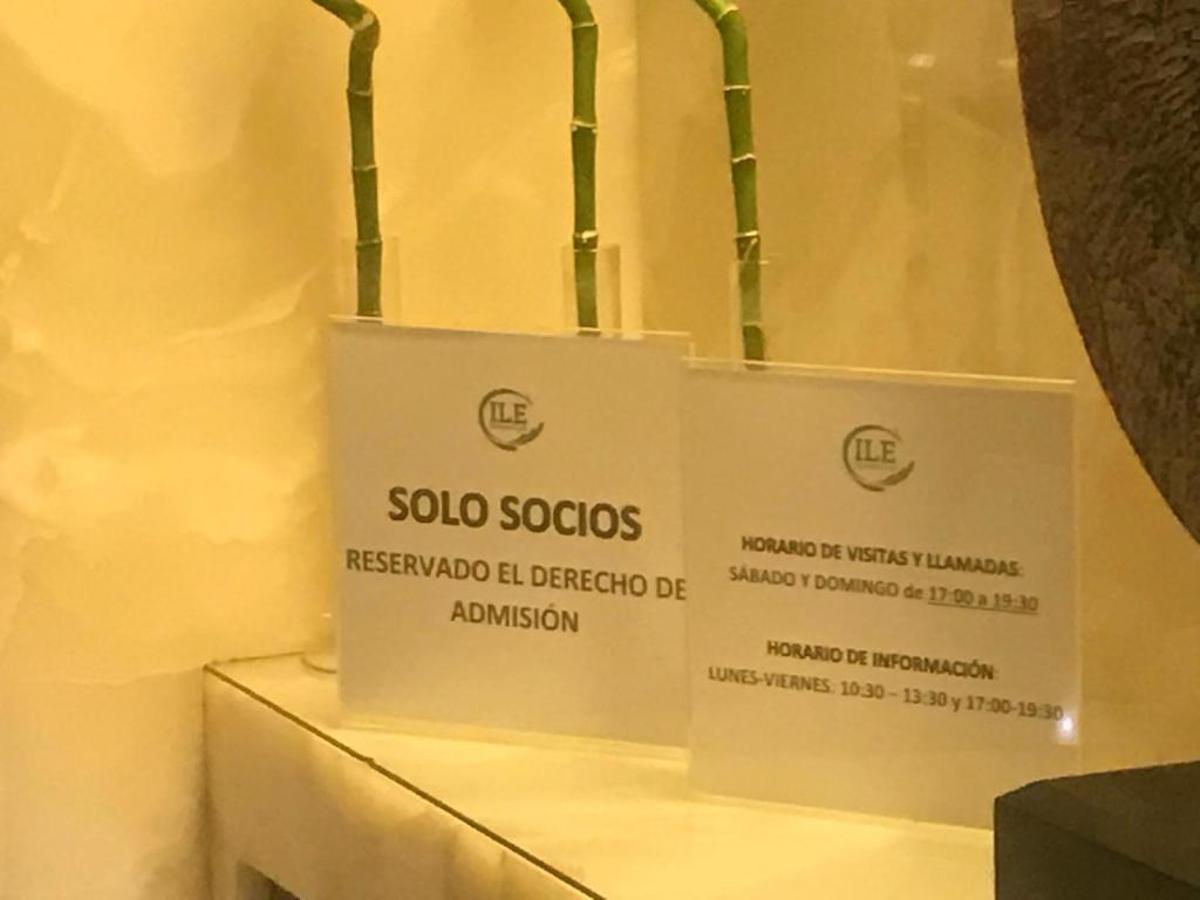 ILE
SOLO SOCIOS
RESERVADO EL DERECHO DE
ADMISIÓN
ILE
HORARIO DE VISITAS Y LLAMADAS:
SÁBADO Y DOMINGO de 17:00 a 19:30
HORARIO DE INFORMACIÓN:
LUNES-VIERNES: 10:30 – 13:30 y 17:00-19:30